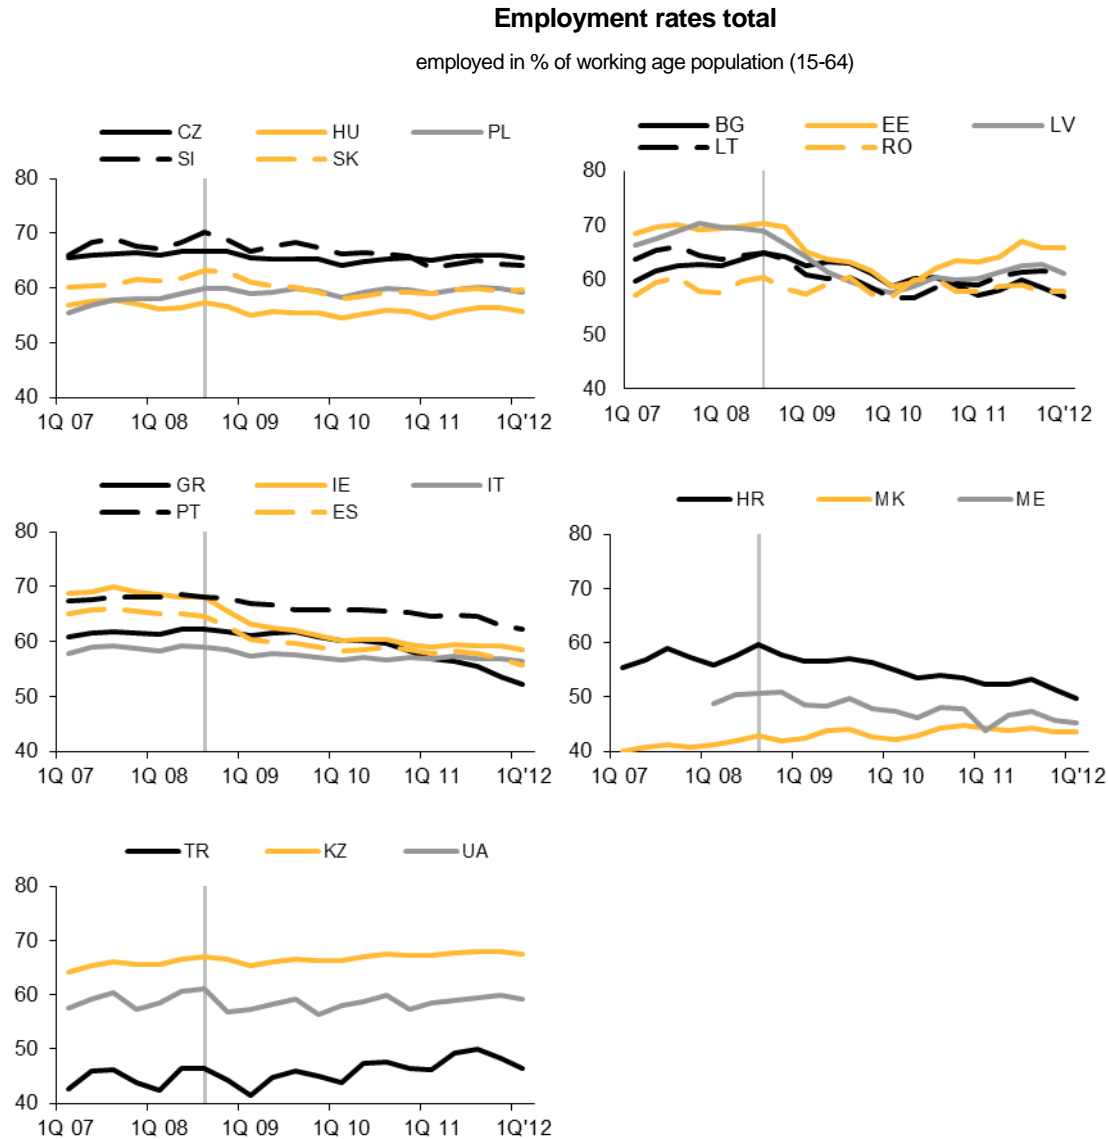 Employment rates total
employed in % of working age population (15-64)
CZ HU PL
SI SK
80
70
60
50
40
1Q 07 1Q 08 1Q 09 1Q 10 1Q 11 1Q'12
BG EE LV
LT RO
80
70
60
50
40
1Q 07 1Q 08 1Q 09 1Q 10 1Q 11 1Q'12
GR IE IT
PT ES
80
70
60
50
40
1Q 07 1Q 08 1Q 09 1Q 10 1Q 11 1Q'12
HR MK ME
80
70
60
50
40
1Q 07 1Q 08 1Q 09 1Q 10 1Q 11 1Q'12
TR KZ UA
80
70
60
50
40
1Q 07 1Q 08 1Q 09 1Q 10 1Q 11 1Q'12